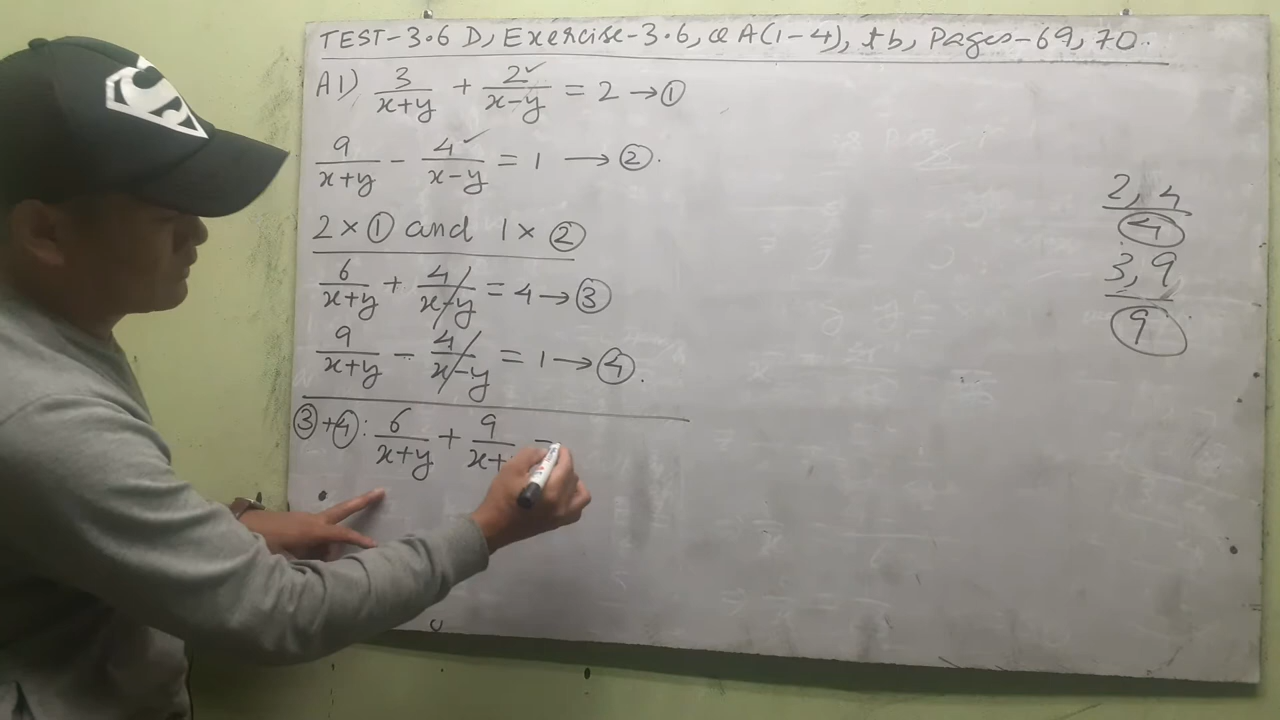 TEST-3.6 D, Exercise-3.6, Q A(1-4), tb, Pages-69, 70.
A1) 3/(x+y) + 2/(x-y) = 2 → ①
9/(x+y) - 4/(x-y) = 1 → ②.
2 × ① and 1 × ②
6/(x+y) + 4/(x-y) = 4 → ③
9/(x+y) - 4/(x-y) = 1 → ④.
③+④: 6/(x+y) + 9/(x+ =
2, 4
④
3, 9
⑨